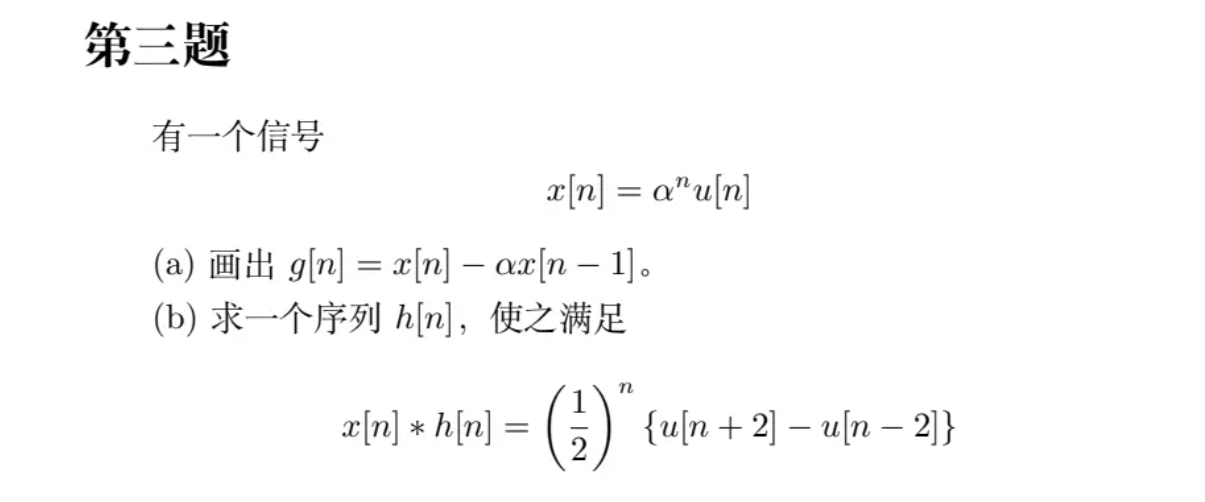 第三题
有一个信号
x[n] = αⁿu[n]
(a) 画出 g[n] = x[n] − αx[n − 1]。
(b) 求一个序列 h[n]，使之满足
x[n] ∗ h[n] = (1/2)ⁿ {u[n + 2] − u[n − 2]}